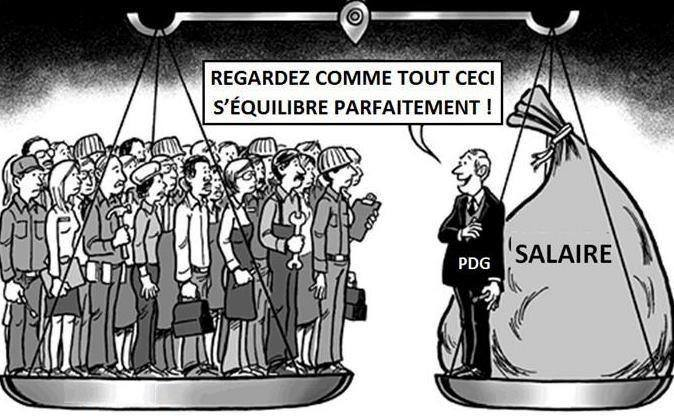 REGARDEZ COMME TOUT CECI
S'ÉQUILIBRE PARFAITEMENT !
PDG
SALAIRE